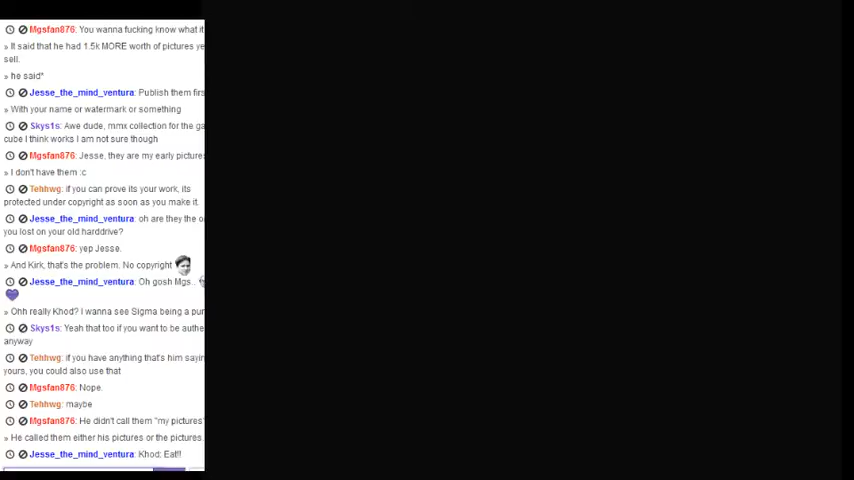 Mgsfan876: You wanna fucking know what it
» It said that he had 1.5k MORE worth of pictures
sell.
» he said*
Jesse_the_mind_ventura: Publish them
» With your name or watermark or something
Skys1s: Awe dude, mmx collection for the
cube I think works I am not sure though
Mgsfan876: Jesse, they are my early pictures
» I don't have them :c
Tehhwg: if you can prove its your work, its
protected under copyright as soon as you make it.
Jesse_the_mind_ventura: oh are they the
you lost on your old harddrive?
Mgsfan876: yep Jesse.
» And Kirk, that's the problem. No copyright
Jesse_the_mind_ventura: Oh gosh Mgs..
» Ohh really Khod? I wanna see Sigma being a
Skys1s: Yeah that too if you want to be
anyway
Tehhwg: if you have anything that's him
yours, you could also use that
Mgsfan876: Nope.
Tehhwg: maybe
Mgsfan876: He didn't call them "my pictures"
» He called them either his pictures or the pictures.
Jesse_the_mind_ventura: Khod: Eat!!